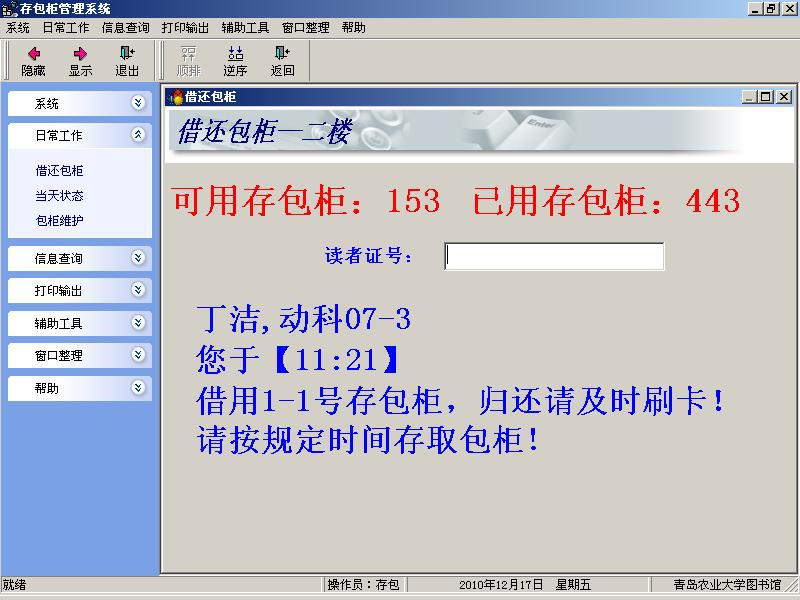 存包柜管理系统
系统 日常工作 信息查询 打印输出 辅助工具 窗口整理 帮助
隐藏 显示 退出 顺排 逆序 返回
系统
日常工作
借还包柜
当天状态
包柜维护
信息查询
打印输出
辅助工具
窗口整理
帮助
借还包柜
借还包柜—二楼
Enter
可用存包柜：153 已用存包柜：443
读者证号：
丁洁,动科07-3
您于【11:21】
借用1-1号存包柜，归还请及时刷卡！
请按规定时间存取包柜！
就绪 操作员：存包 2010年12月17日 星期五 青岛农业大学图书馆